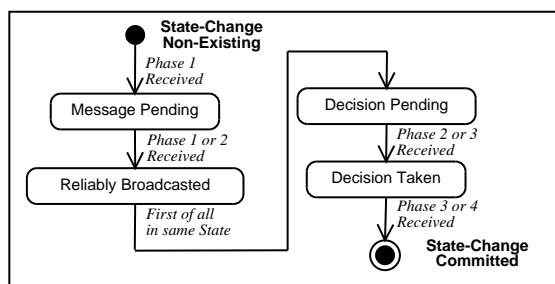 State-Change
Non-Existing
Phase 1
Received
Message Pending
Phase 1 or 2
Received
Reliably Broadcasted
First of all
in same State
Decision Pending
Phase 2 or 3
Received
Decision Taken
Phase 3 or 4
Received
State-Change
Committed